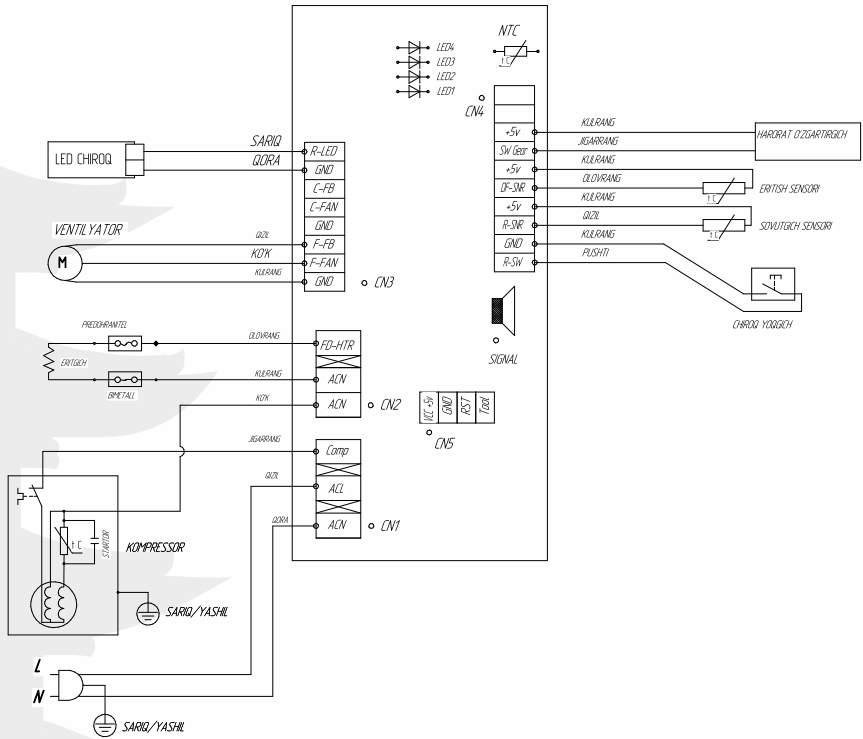 NTC
t C
LED4
LED3
LED2
LED1
CN4
+5v
KULRANG
HARORAT O'ZGARTIRGICH
SW Gear
JIGARRANG
+5v
KULRANG
DF-SNR
OLOVRANG
t C
ERITISH SENSORI
+5v
KULRANG
R-SNR
QIZIL
t C
SOVUTGICH SENSORI
GND
KULRANG
R-SW
PUSHTI
CHIROQ YOQGICH
SIGNAL
LED CHIROQ
SARIQ
R-LED
QORA
GND
C-FB
C-FAN
GND
VENTILYATOR
M
QIZIL
F-FB
KO'K
F-FAN
KULRANG
GND
CN3
PREDOHRANITEL
OLOVRANG
FD-HTR
ERITGICH
BIMETALL
KULRANG
ACN
KO'K
ACN
CN2
VCC +5v
GND
RST
Tool
CN5
JIGARRANG
Comp
QIZIL
ACL
QORA
ACN
CN1
t C
STARTOR
KOMPRESSOR
SARIQ/YASHIL
L
N
SARIQ/YASHIL